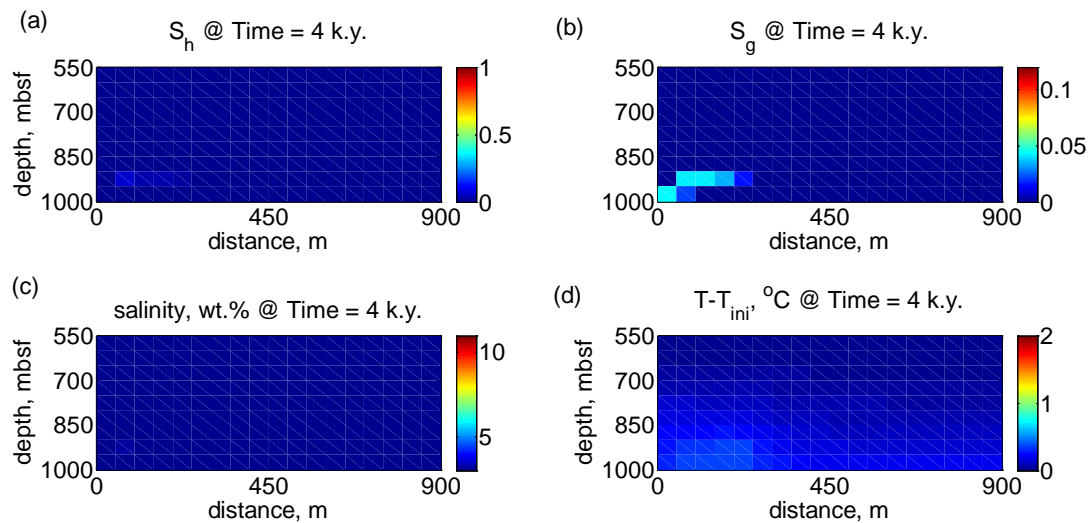 (a)
S_h @ Time = 4 k.y.
550
700
850
1000
depth, mbsf
0
450
900
distance, m
1
0.5
0
(b)
S_g @ Time = 4 k.y.
550
700
850
1000
depth, mbsf
0
450
900
distance, m
0.1
0.05
0
(c)
salinity, wt.% @ Time = 4 k.y.
550
700
850
1000
depth, mbsf
0
450
900
distance, m
10
5
(d)
T-T_ini, °C @ Time = 4 k.y.
550
700
850
1000
depth, mbsf
0
450
900
distance, m
2
1
0